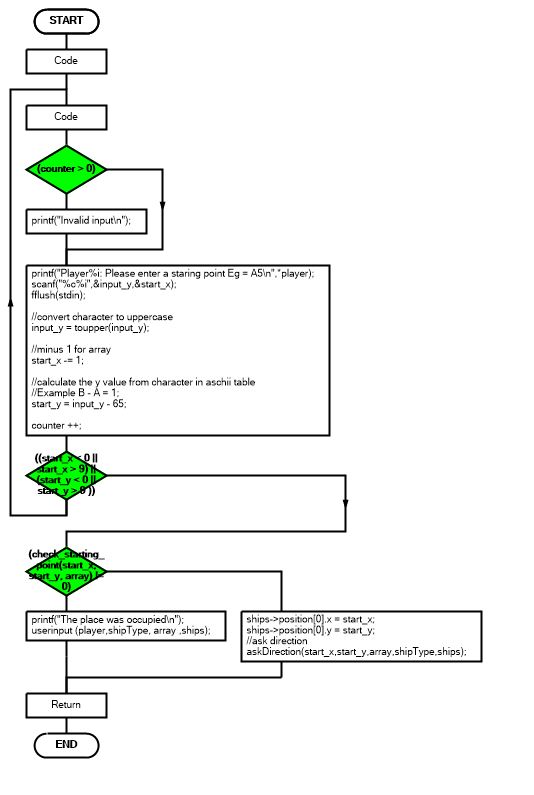 START
Code
Code
(counter > 0)
printf("Invalid input\n");
printf("Player%i: Please enter a staring point Eg = A5\n",*player);
scanf("%c%i",&input_y,&start_x);
fflush(stdin);
//convert character to uppercase
input_y = toupper(input_y);
//minus 1 for array
start_x -= 1;
//calculate the y value from character in aschii table
//Example B - A = 1;
start_y = input_y - 65;
counter ++;
((start_x < 0 ||
start_x > 9) ||
(start_y < 0 ||
start_y > 9 ))
(check_starting_
point(start_x,
start_y, array) !=
0)
printf("The place was occupied\n");
userinput (player,shipType, array ,ships);
ships->position[0].x = start_x;
ships->position[0].y = start_y;
//ask direction
askDirection(start_x,start_y,array,shipType,ships);
Return
END